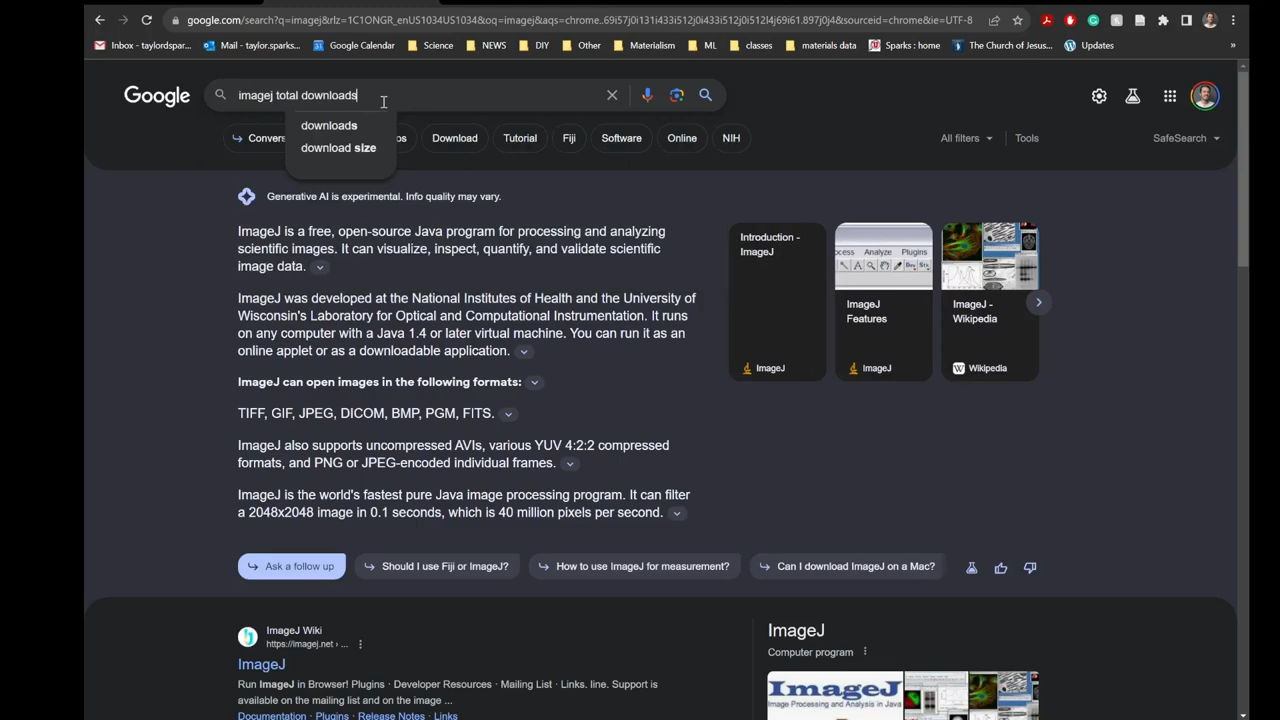 google.com/search?q=imagej&rlz=1C1ONGR_enUS1034US1034&oq=imagej&aqs=chrome..69i57j0i131i433i512j0i433i512j0i512l4j69i61.897j0j4&sourceid=chrome&ie=UTF-8
Inbox - taylordspar...
Mail - taylor.sparks...
Google Calendar
Science
NEWS
DIY
Other
Materialism
ML
classes
materials data
Sparks : home
The Church of Jesus...
Updates
»
Google
imagej total downloads
downloads
download size
Convers
os
Download
Tutorial
Fiji
Software
Online
NIH
All filters
Tools
SafeSearch
Generative AI is experimental. Info quality may vary.
ImageJ is a free, open-source Java program for processing and analyzing
scientific images. It can visualize, inspect, quantify, and validate scientific
image data.
ImageJ was developed at the National Institutes of Health and the University of
Wisconsin's Laboratory for Optical and Computational Instrumentation. It runs
on any computer with a Java 1.4 or later virtual machine. You can run it as an
online applet or as a downloadable application.
ImageJ can open images in the following formats:
TIFF, GIF, JPEG, DICOM, BMP, PGM, FITS.
ImageJ also supports uncompressed AVIs, various YUV 4:2:2 compressed
formats, and PNG or JPEG-encoded individual frames.
ImageJ is the world's fastest pure Java image processing program. It can filter
a 2048x2048 image in 0.1 seconds, which is 40 million pixels per second.
Introduction -
ImageJ
ImageJ
ocess Analyze Plugins
ImageJ
Features
ImageJ
ImageJ -
Wikipedia
Wikipedia
Ask a follow up
Should I use Fiji or ImageJ?
How to use ImageJ for measurement?
Can I download ImageJ on a Mac?
ImageJ Wiki
https://imagej.net › ...
ImageJ
Run ImageJ in Browser! Plugins · Developer Resources · Mailing List · Links. line. Support is
available on the mailing list and on the image ...
Documentation · Plugins · Release Notes · Links
ImageJ
Computer program
ImageJ
Image Processing and Analysis in Java